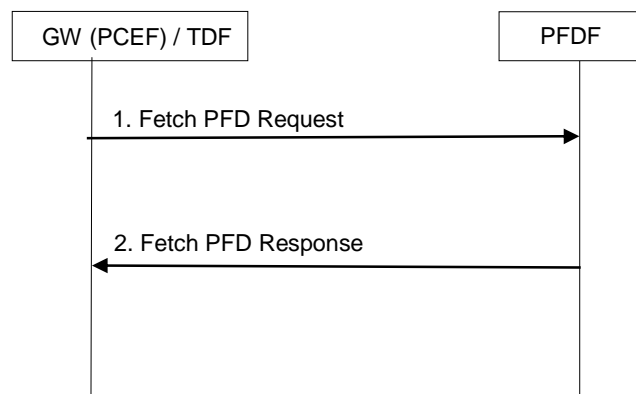 GW (PCEF) / TDF
PFDF
1. Fetch PFD Request
2. Fetch PFD Response